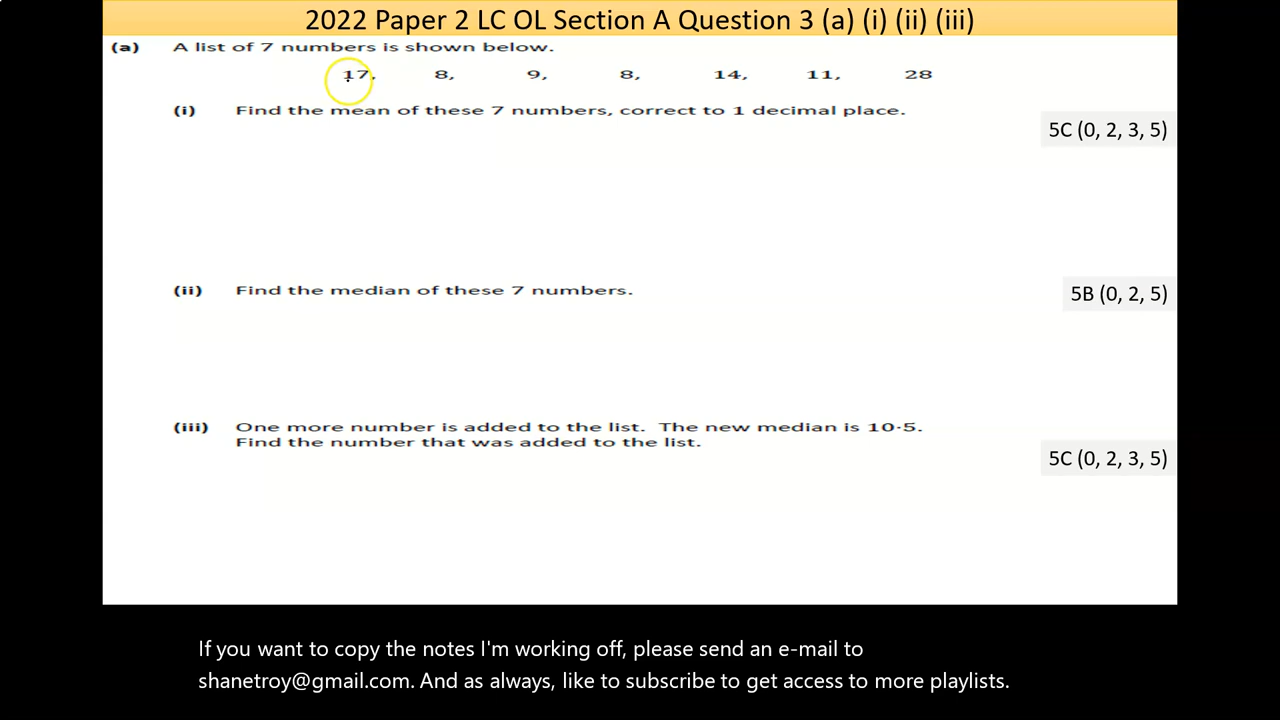 2022 Paper 2 LC OL Section A Question 3 (a) (i) (ii) (iii)
(a) A list of 7 numbers is shown below.
17, 8, 9, 8, 14, 11, 28
(i) Find the mean of these 7 numbers, correct to 1 decimal place.
5C (0, 2, 3, 5)
(ii) Find the median of these 7 numbers.
5B (0, 2, 5)
(iii) One more number is added to the list. The new median is 10·5.
Find the number that was added to the list.
5C (0, 2, 3, 5)
If you want to copy the notes I'm working off, please send an e-mail to
shanetroy@gmail.com. And as always, like to subscribe to get access to more playlists.